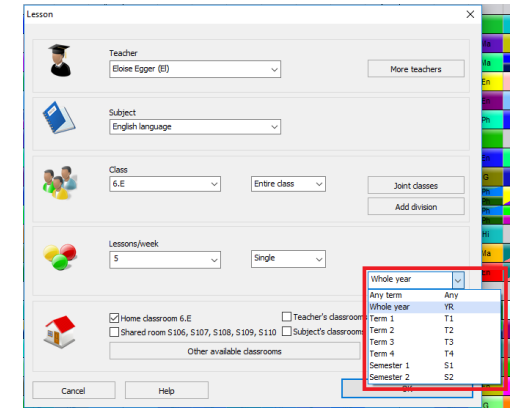 Lesson
Teacher
Eloise Egger (El)
More teachers
Subject
English language
Class
6.E
Entire class
Joint classes
Add division
Lessons/week
5
Single
Whole year
Any term Any
Whole year YR
Term 1 T1
Term 2 T2
Term 3 T3
Term 4 T4
Semester 1 S1
Semester 2 S2
Home classroom 6.E
Teacher's classroom
Shared room S106, S107, S108, S109, S110
Subject's classrooms
Other available classrooms
Cancel
Help
OK
Ma
En
Ph
G
Ph
Hi
Ma
G